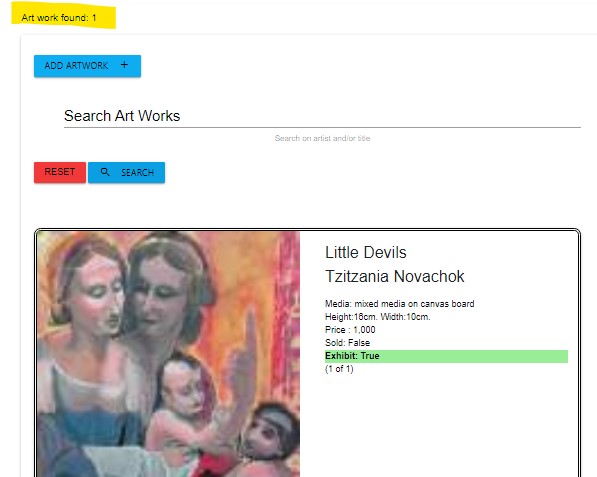 Art work found: 1
ADD ARTWORK +
Search Art Works
Search on artist and/or title
RESET
SEARCH
Little Devils
Tzitzania Novachok
Media: mixed media on canvas board
Height:18cm. Width:10cm.
Price : 1,000
Sold: False
Exhibit: True
(1 of 1)